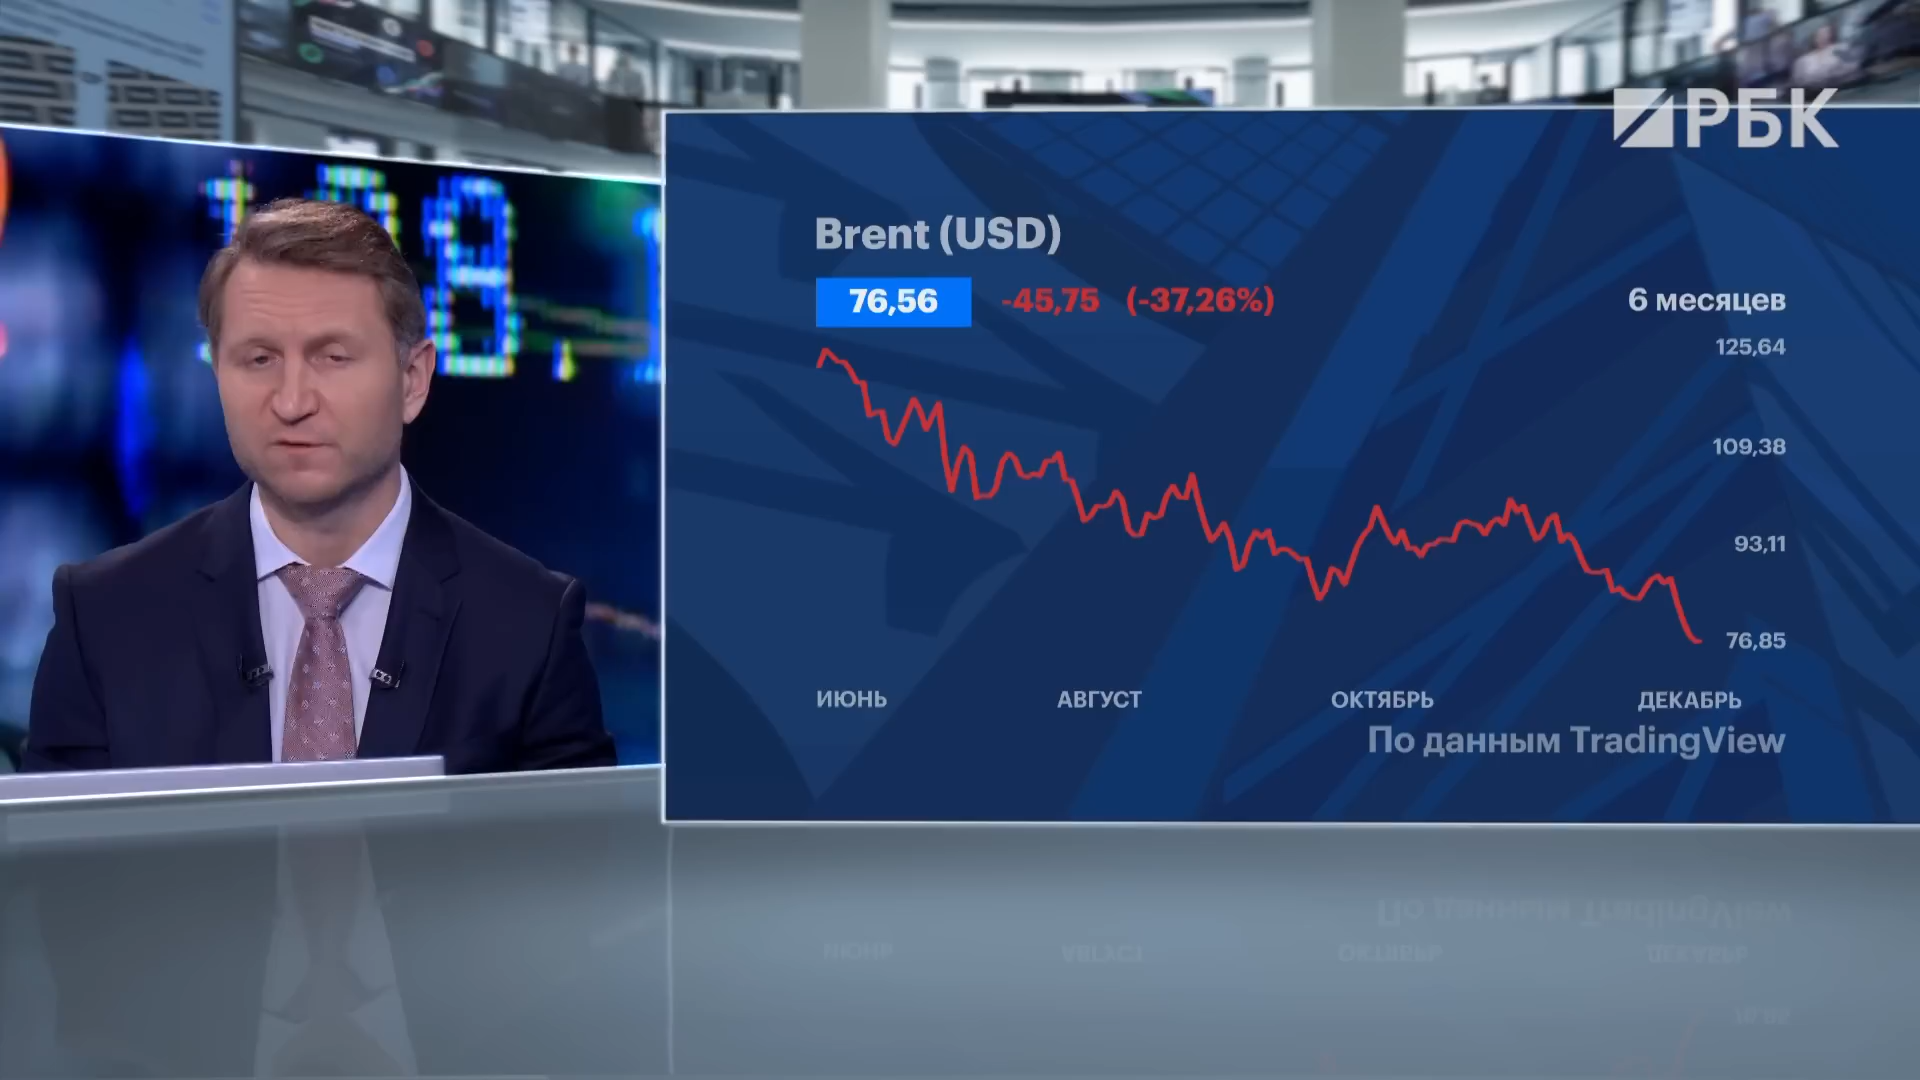 РБК
Brent (USD)
76,56 -45,75 (-37,26%)
6 месяцев
125,64
109,38
93,11
76,85
ИЮНЬ АВГУСТ ОКТЯБРЬ ДЕКАБРЬ
По данным TradingView